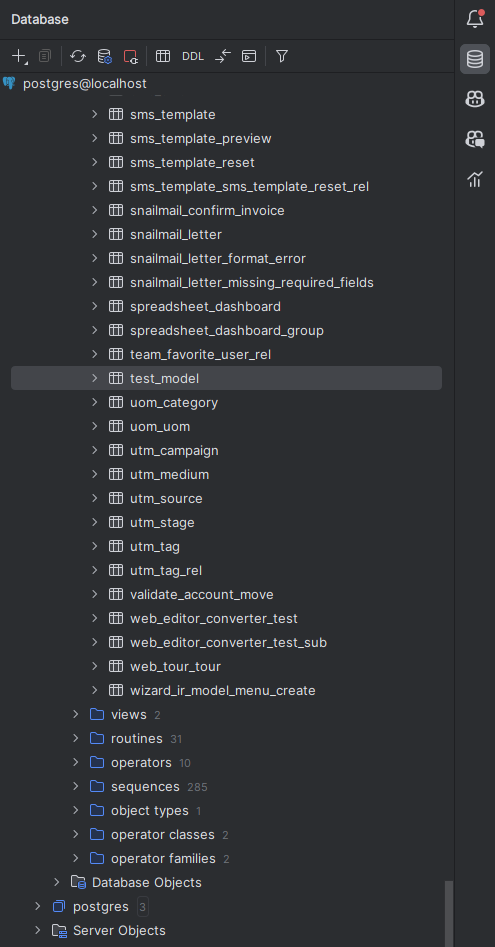 Database
DDL
postgres@localhost
sms_template
sms_template_preview
sms_template_reset
sms_template_sms_template_reset_rel
snailmail_confirm_invoice
snailmail_letter
snailmail_letter_format_error
snailmail_letter_missing_required_fields
spreadsheet_dashboard
spreadsheet_dashboard_group
team_favorite_user_rel
test_model
uom_category
uom_uom
utm_campaign
utm_medium
utm_source
utm_stage
utm_tag
utm_tag_rel
validate_account_move
web_editor_converter_test
web_editor_converter_test_sub
web_tour_tour
wizard_ir_model_menu_create
views 2
routines 31
operators 10
sequences 285
object types 1
operator classes 2
operator families 2
Database Objects
postgres 3
Server Objects